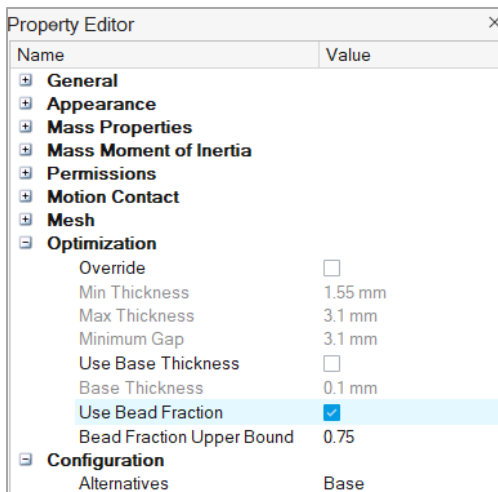 Property Editor
Name Value
General
Appearance
Mass Properties
Mass Moment of Inertia
Permissions
Motion Contact
Mesh
Optimization
Override
Min Thickness 1.55 mm
Max Thickness 3.1 mm
Minimum Gap 3.1 mm
Use Base Thickness
Base Thickness 0.1 mm
Use Bead Fraction
Bead Fraction Upper Bound 0.75
Configuration
Alternatives Base